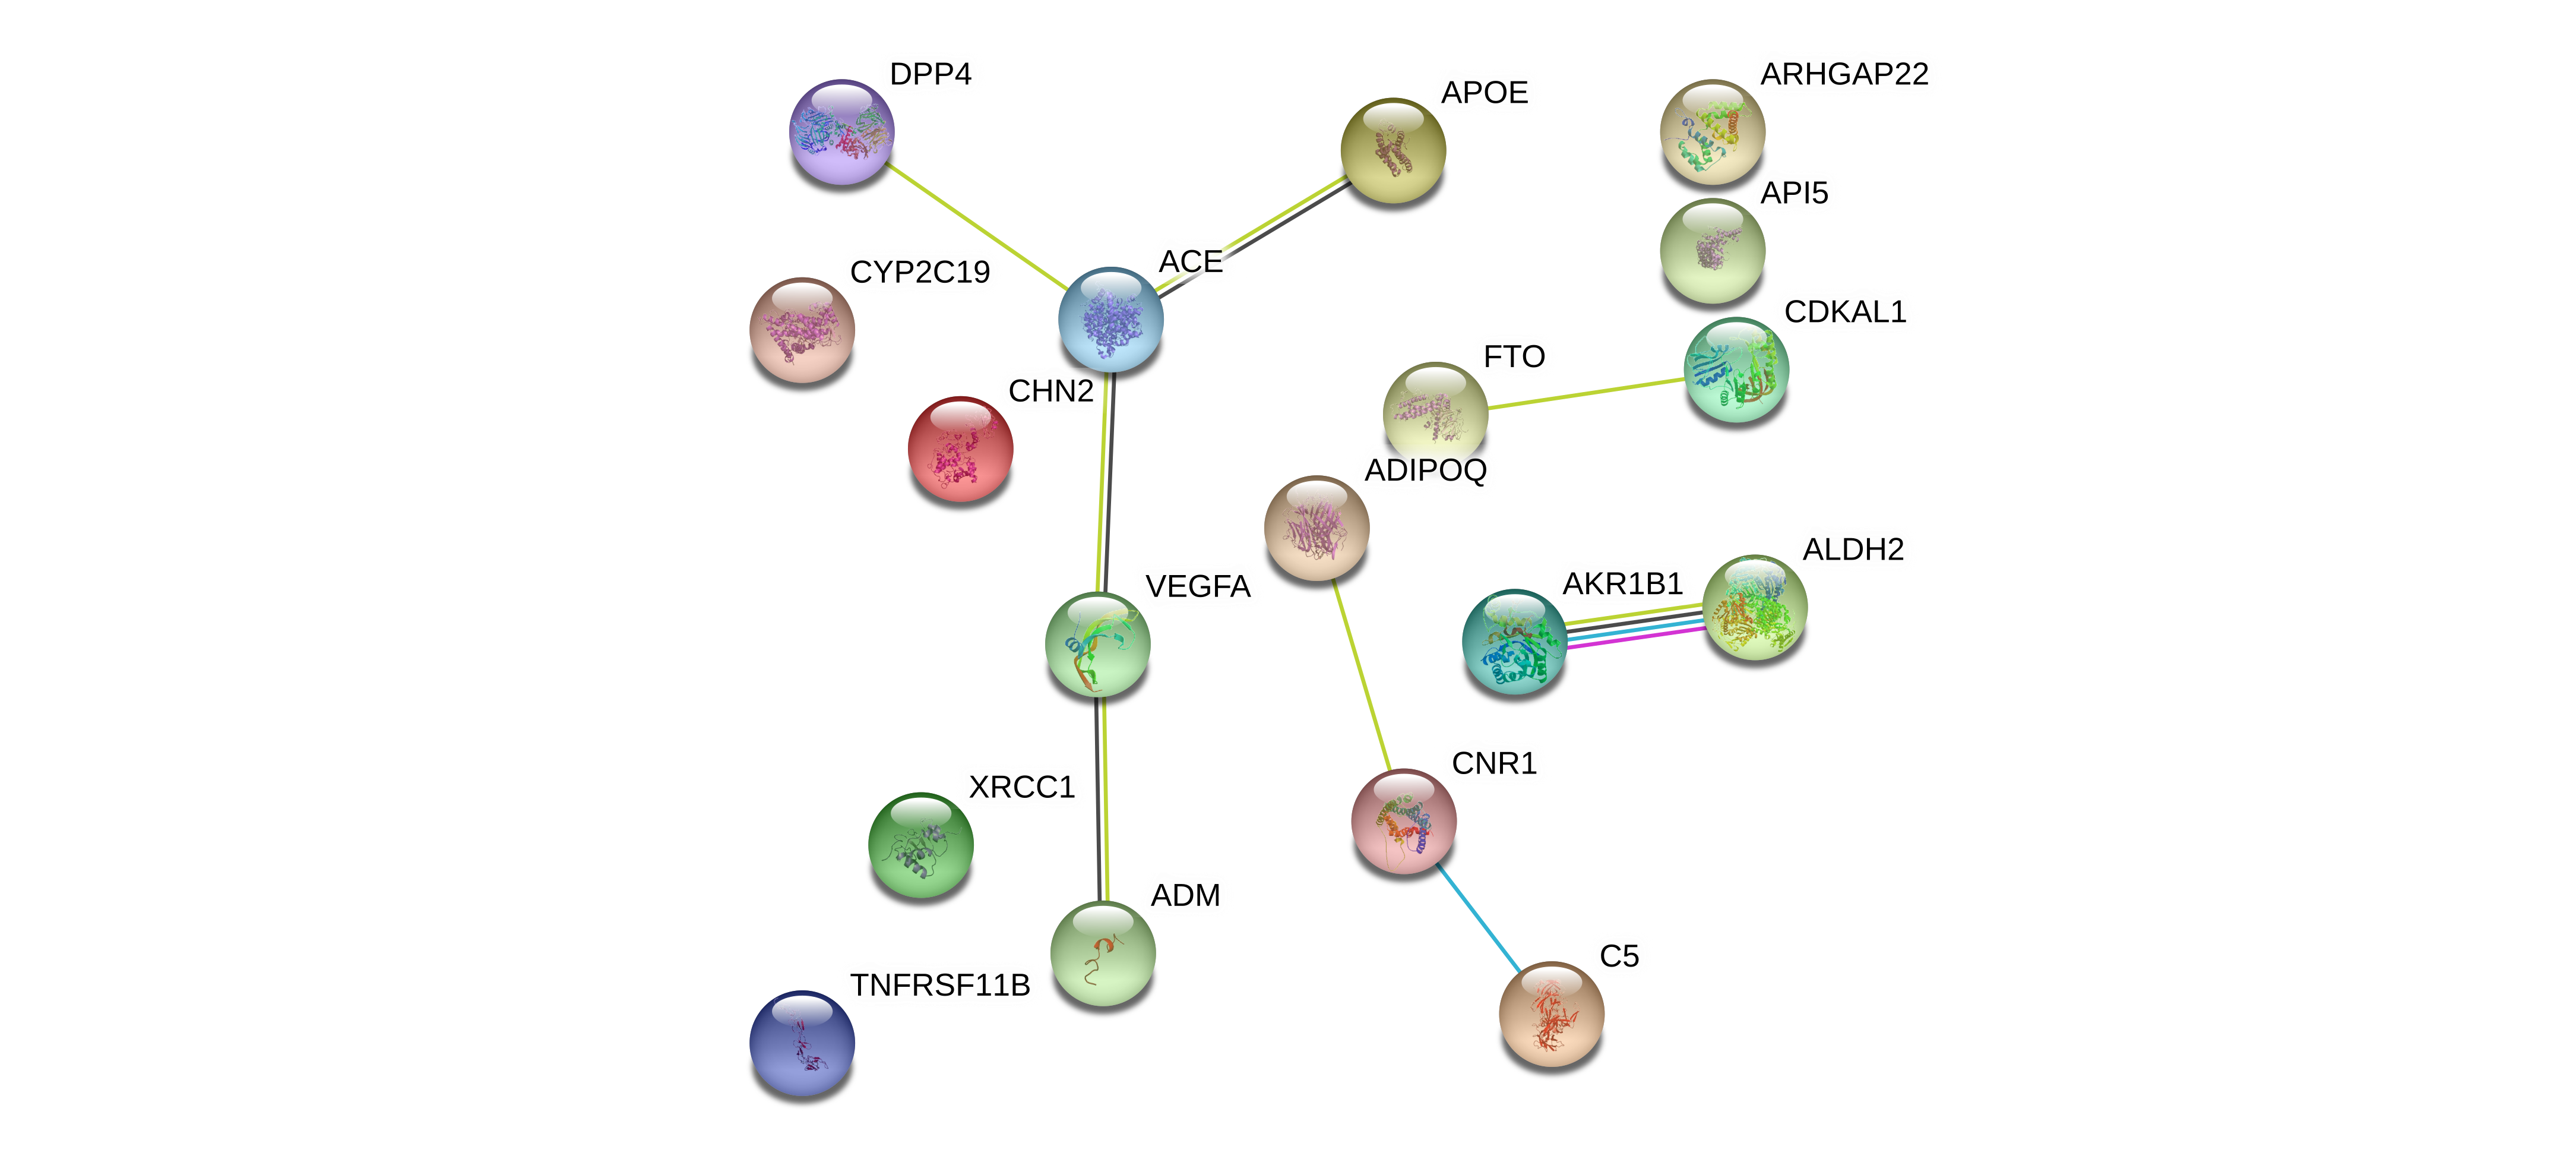 DPP4
APOE
ARHGAP22
API5
ACE
CYP2C19
CDKAL1
FTO
CHN2
ADIPOQ
ALDH2
AKR1B1
VEGFA
CNR1
XRCC1
ADM
C5
TNFRSF11B